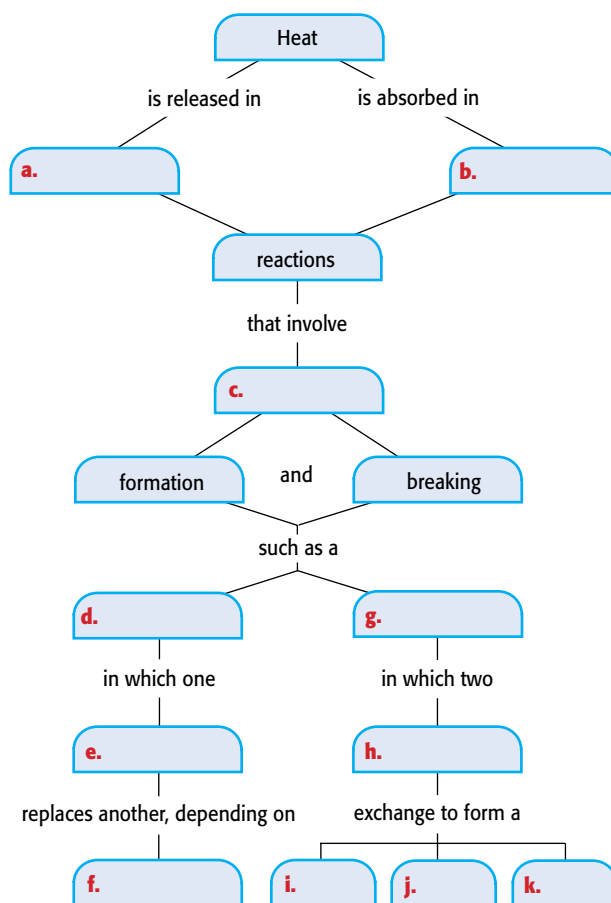 Heat
is released in
is absorbed in
a.
b.
reactions
that involve
c.
formation
and
breaking
such as a
d.
g.
in which one
in which two
e.
h.
replaces another, depending on
exchange to form a
f.
i.
j.
k.